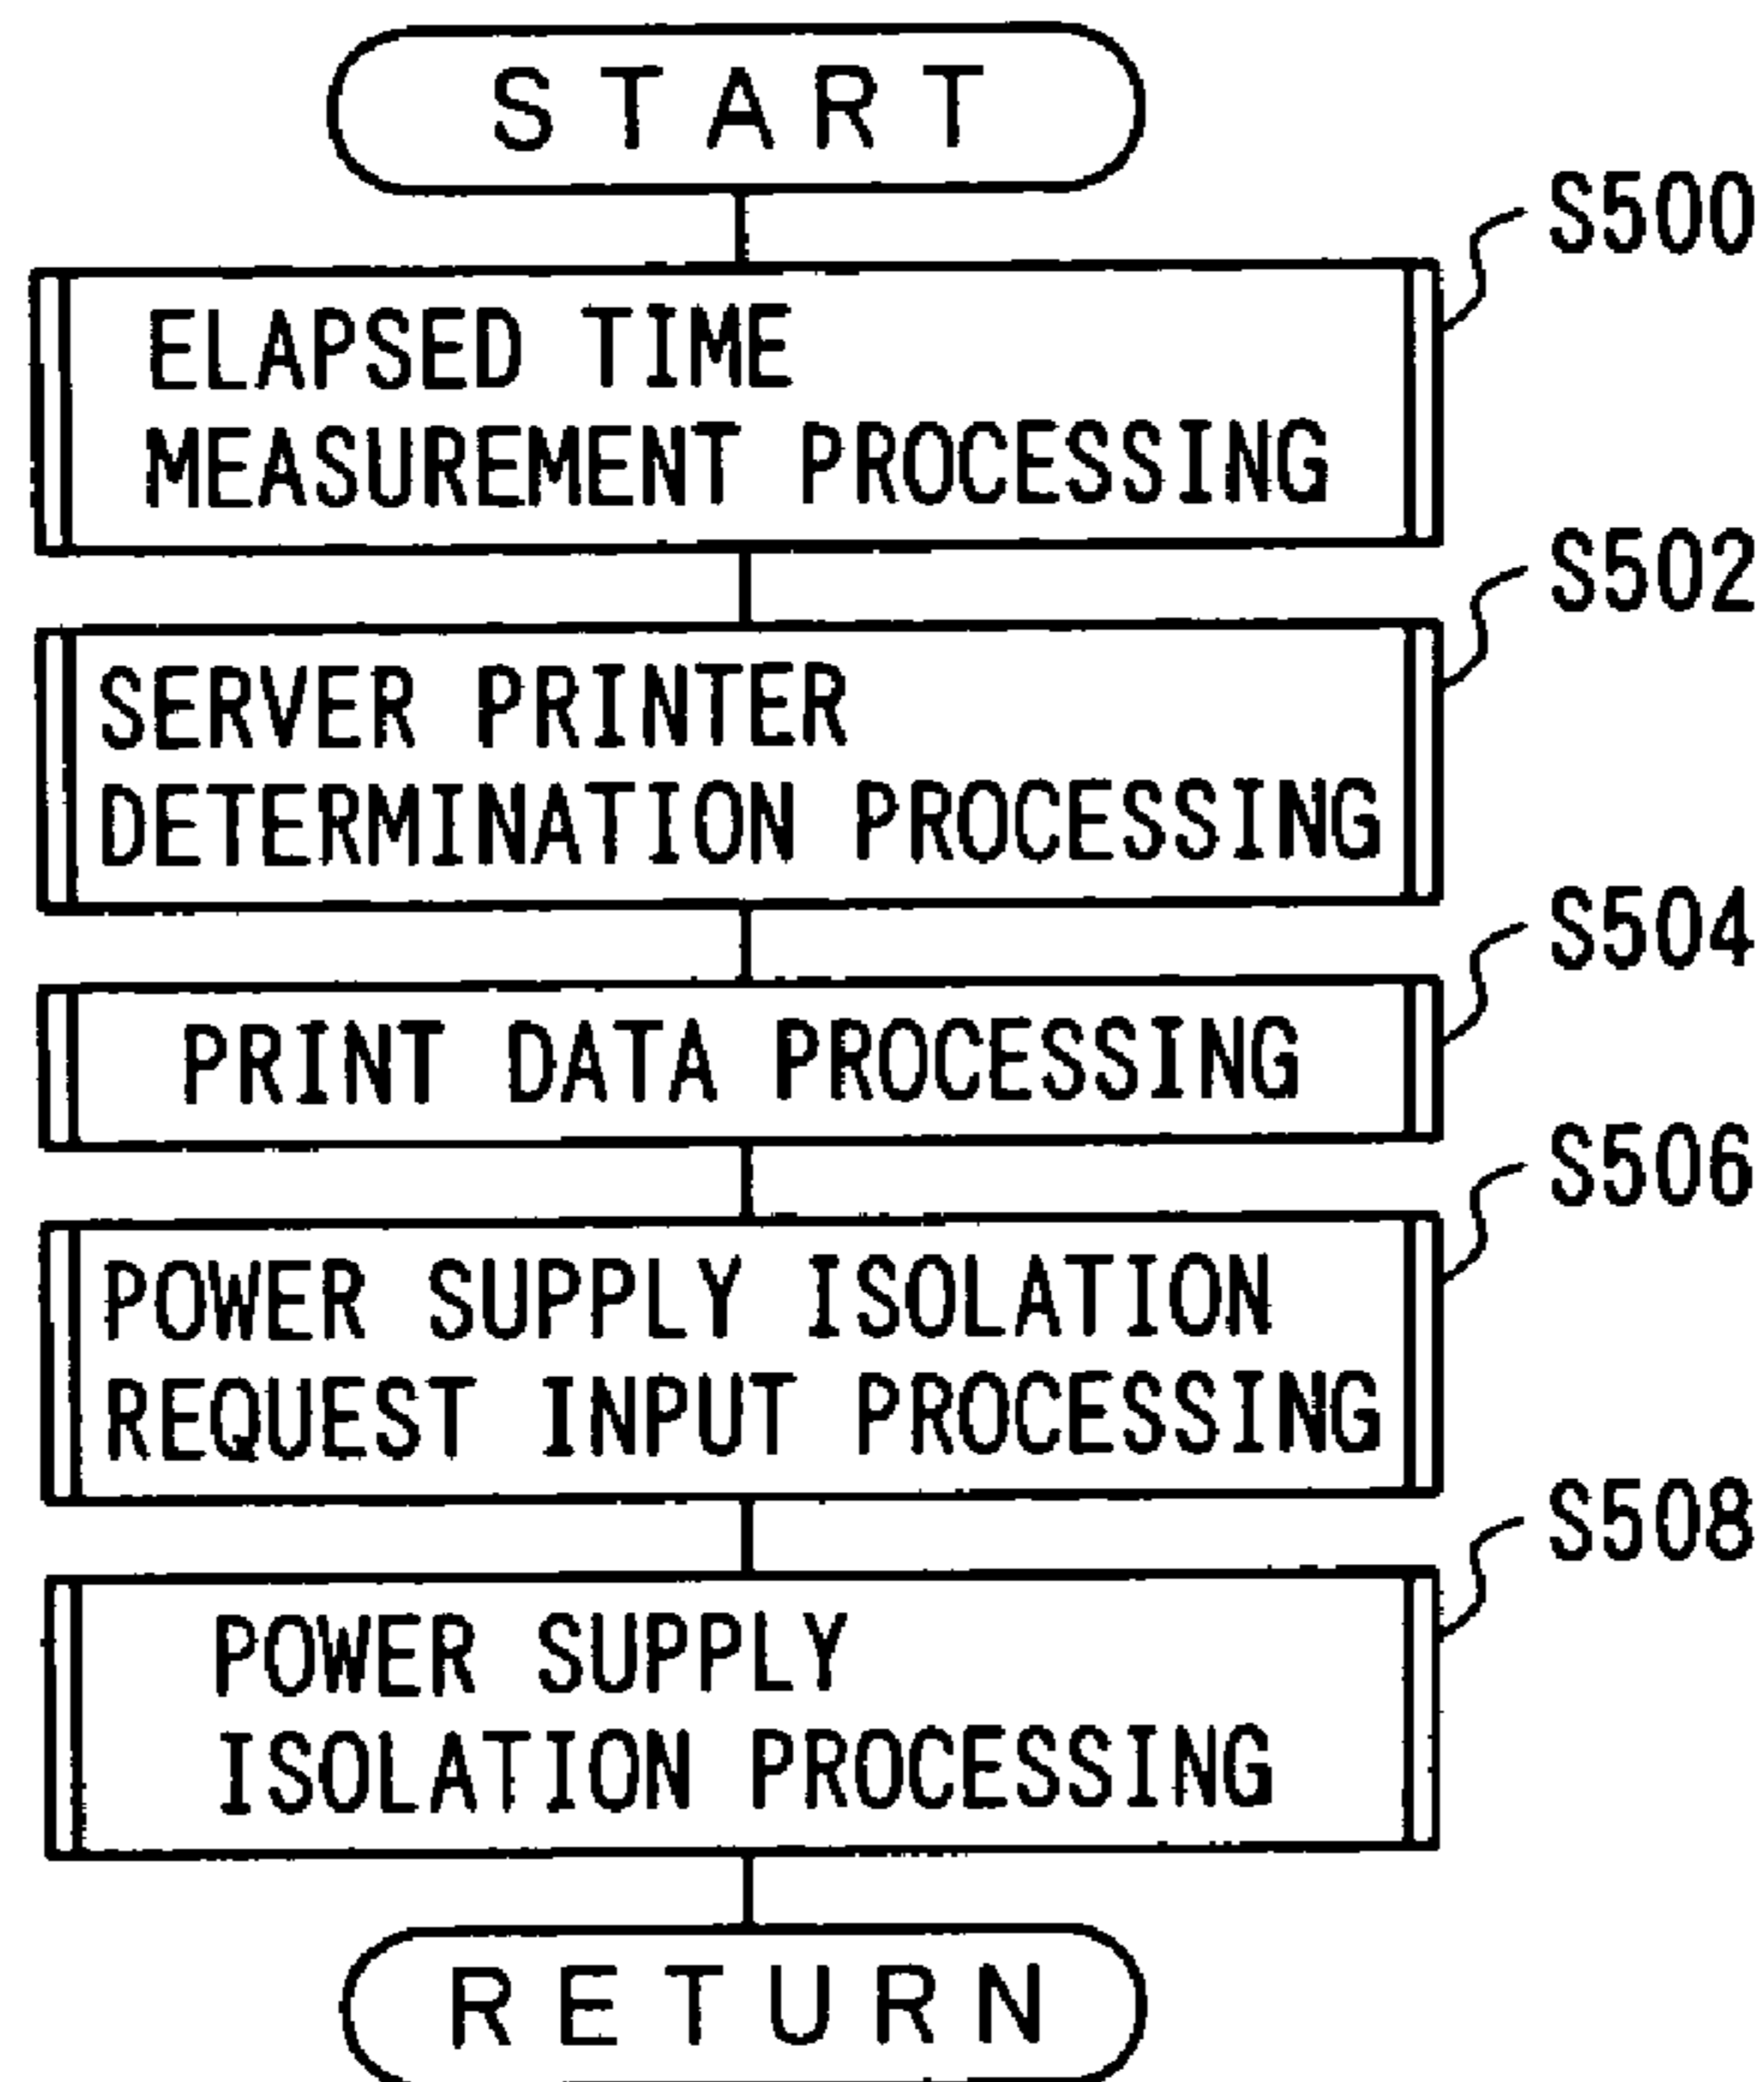 START
S500
ELAPSED TIME
MEASUREMENT PROCESSING
S502
SERVER PRINTER
DETERMINATION PROCESSING
S504
PRINT DATA PROCESSING
S506
POWER SUPPLY ISOLATION
REQUEST INPUT PROCESSING
S508
POWER SUPPLY
ISOLATION PROCESSING
RETURN